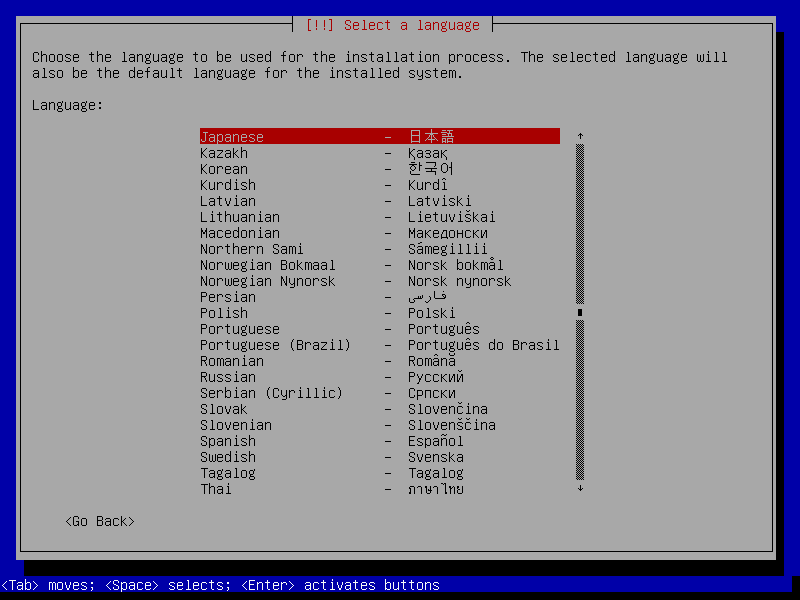 [!!] Select a language
Choose the language to be used for the installation process. The selected language will
also be the default language for the installed system.
Language:
Japanese - 日本語
Kazakh - Қазақ
Korean - 한국어
Kurdish - Kurdî
Latvian - Latviski
Lithuanian - Lietuviškai
Macedonian - Македонски
Northern Sami - Sámegillii
Norwegian Bokmaal - Norsk bokmål
Norwegian Nynorsk - Norsk nynorsk
Persian - فارسی
Polish - Polski
Portuguese - Português
Portuguese (Brazil) - Português do Brasil
Romanian - Română
Russian - Русский
Serbian (Cyrillic) - Српски
Slovak - Slovenčina
Slovenian - Slovenščina
Spanish - Español
Swedish - Svenska
Tagalog - Tagalog
Thai - ภาษาไทย
<Go Back>
<Tab> moves; <Space> selects; <Enter> activates buttons